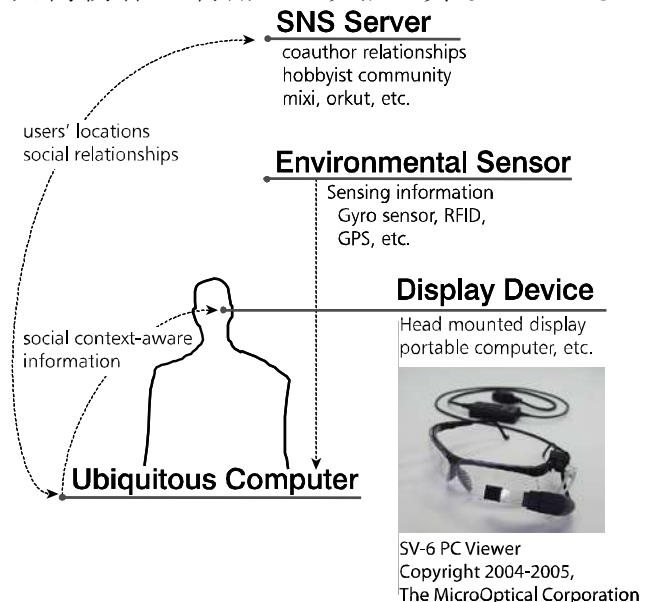 SNS Server
coauthor relationships
hobbyist community
mixi, orkut, etc.
users' locations
social relationships
Environmental Sensor
Sensing information
Gyro sensor, RFID,
GPS, etc.
Display Device
Head mounted display
portable computer, etc.
social context-aware
information
Ubiquitous Computer
SV-6 PC Viewer
Copyright 2004-2005,
The MicroOptical Corporation